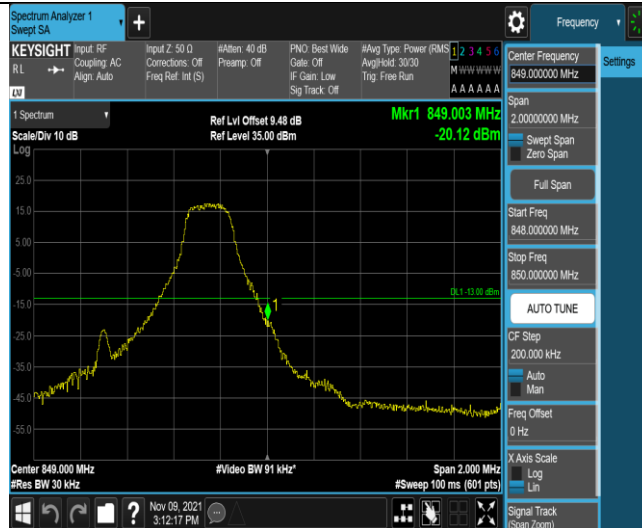 Spectrum Analyzer 1
Swept SA
Frequency
KEYSIGHT
Input: RF
Coupling: AC
Align: Auto
Input Z: 50 Ω
Corrections: Off
Freq Ref: Int (S)
#Atten: 40 dB
Preamp: Off
PNO: Best Wide
Gate: Off
IF Gain: Low
Sig Track: Off
#Avg Type: Power (RMS
Avg|Hold: 30/30
Trig: Free Run
1 2 3 4 5 6
M W W W W W
A A A A A A
R L
LXI
1 Spectrum
Scale/Div 10 dB
Ref Lvl Offset 9.48 dB
Ref Level 35.00 dBm
Mkr1 849.003 MHz
-20.12 dBm
Log
25.0
15.0
5.00
-5.00
-15.0
-25.0
-35.0
-45.0
-55.0
DL1 -13.00 dBm
1
Center 849.000 MHz
#Res BW 30 kHz
#Video BW 91 kHz*
Span 2.000 MHz
#Sweep 100 ms (601 pts)
Nov 09, 2021
3:12:17 PM
Center Frequency
849.000000 MHz
Settings
Span
2.00000000 MHz
Swept Span
Zero Span
Full Span
Start Freq
848.000000 MHz
Stop Freq
850.000000 MHz
AUTO TUNE
CF Step
200.000 kHz
Auto
Man
Freq Offset
0 Hz
X Axis Scale
Log
Lin
Signal Track
(Span Zoom)